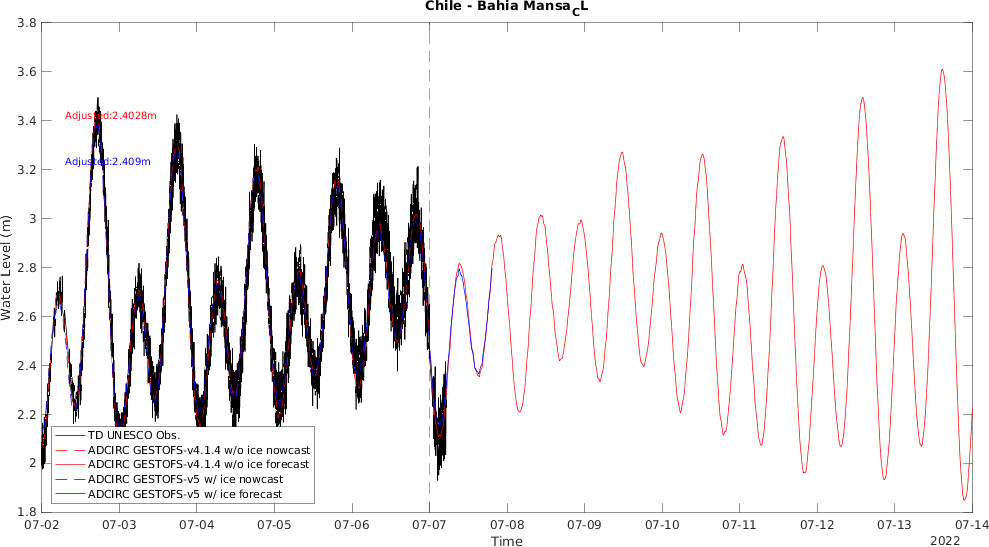 Chile - Bahia Mansa_CL
3.8
3.6
3.4
3.2
3
2.8
2.6
2.4
2.2
2
1.8
Water Level (m)
Adjusted:2.4028m
Adjusted:2.409m
TD UNESCO Obs.
ADCIRC GESTOFS-v4.1.4 w/o ice nowcast
ADCIRC GESTOFS-v4.1.4 w/o ice forecast
ADCIRC GESTOFS-v5 w/ ice nowcast
ADCIRC GESTOFS-v5 w/ ice forecast
07-02 07-03 07-04 07-05 07-06 07-07 07-08 07-09 07-10 07-11 07-12 07-13 07-14
Time
2022